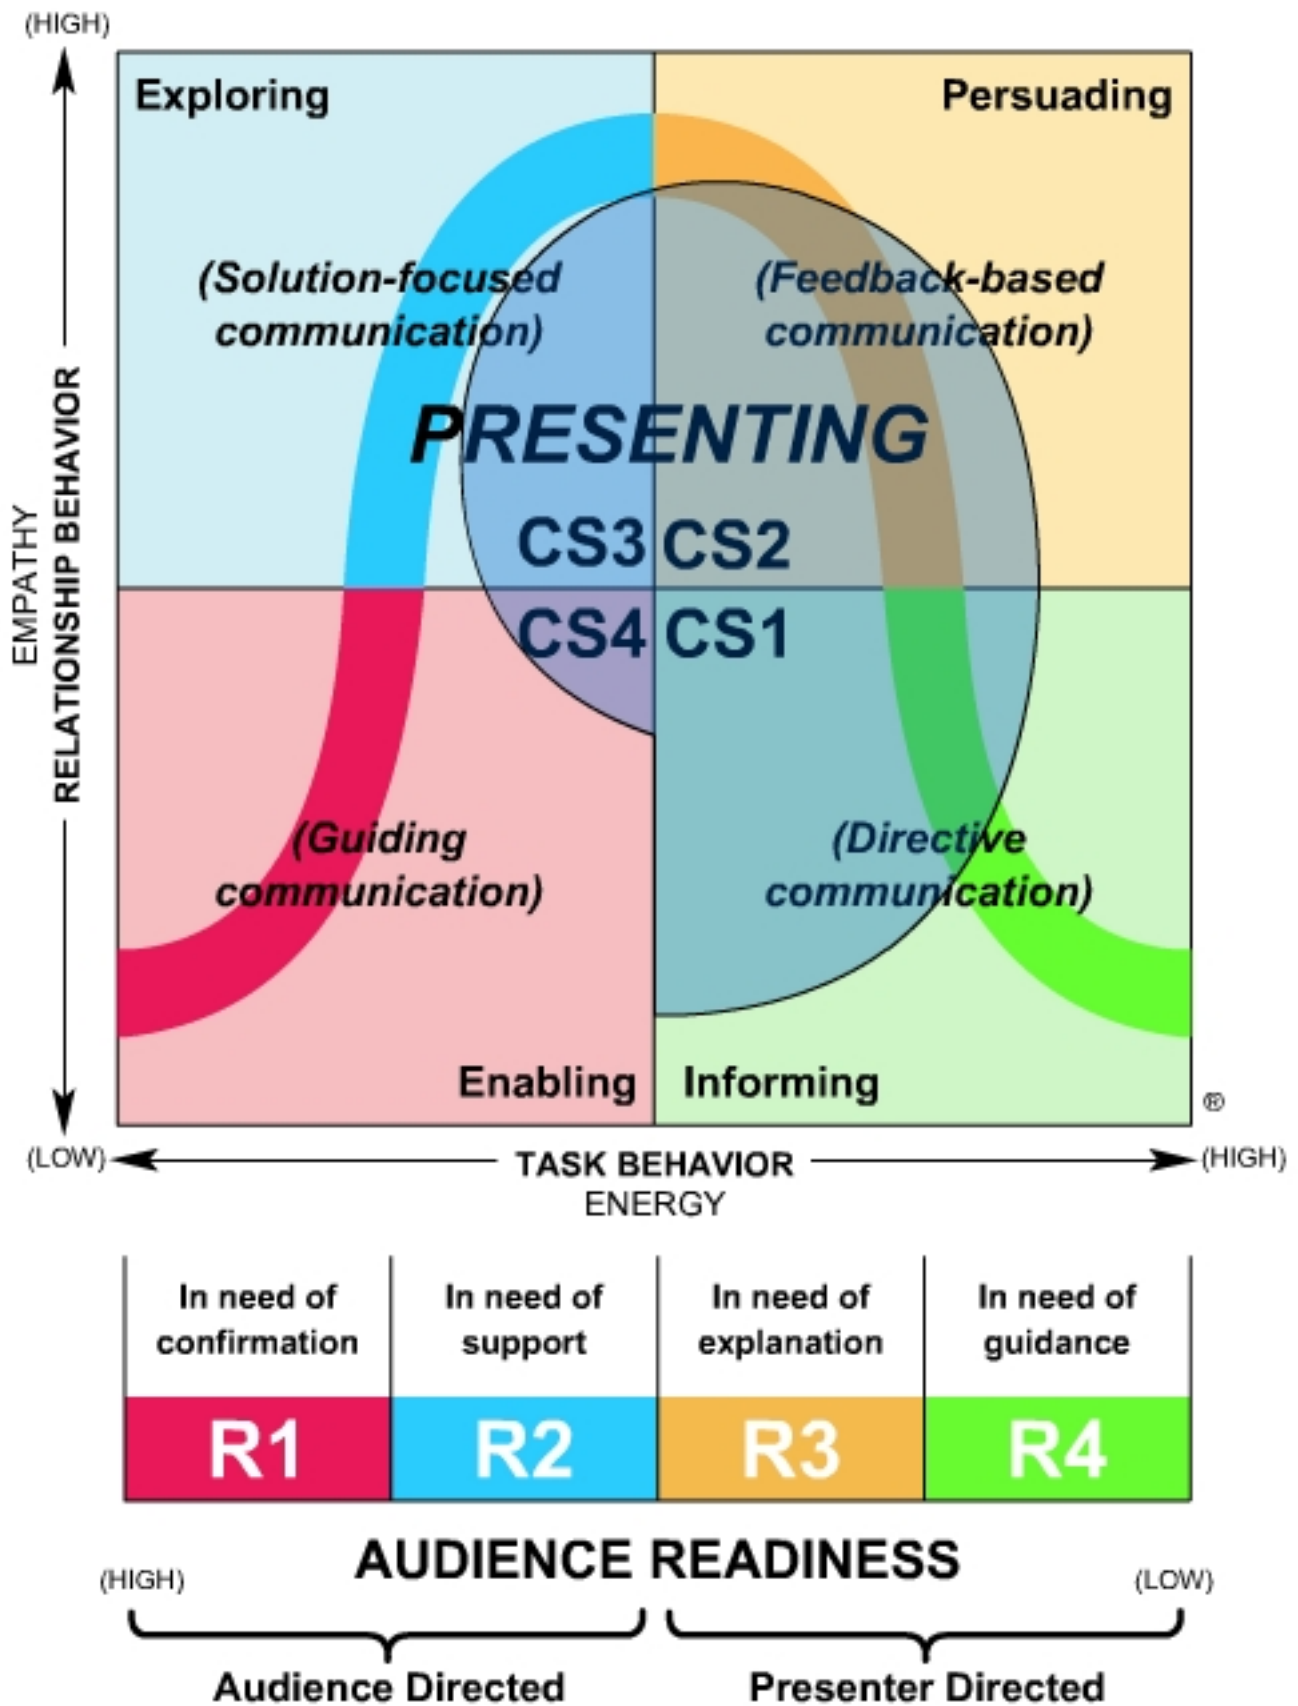 (HIGH)
Exploring
Persuading
(Solution-focused
communication)
(Feedback-based
communication)
PRESENTING
CS3 CS2
CS4 CS1
EMPATHY
RELATIONSHIP BEHAVIOR
(Guiding
communication)
(Directive
communication)
Enabling
Informing
®
(LOW)
TASK BEHAVIOR
(HIGH)
ENERGY
In need of
confirmation
In need of
support
In need of
explanation
In need of
guidance
R1
R2
R3
R4
AUDIENCE READINESS
(HIGH)
(LOW)
Audience Directed
Presenter Directed